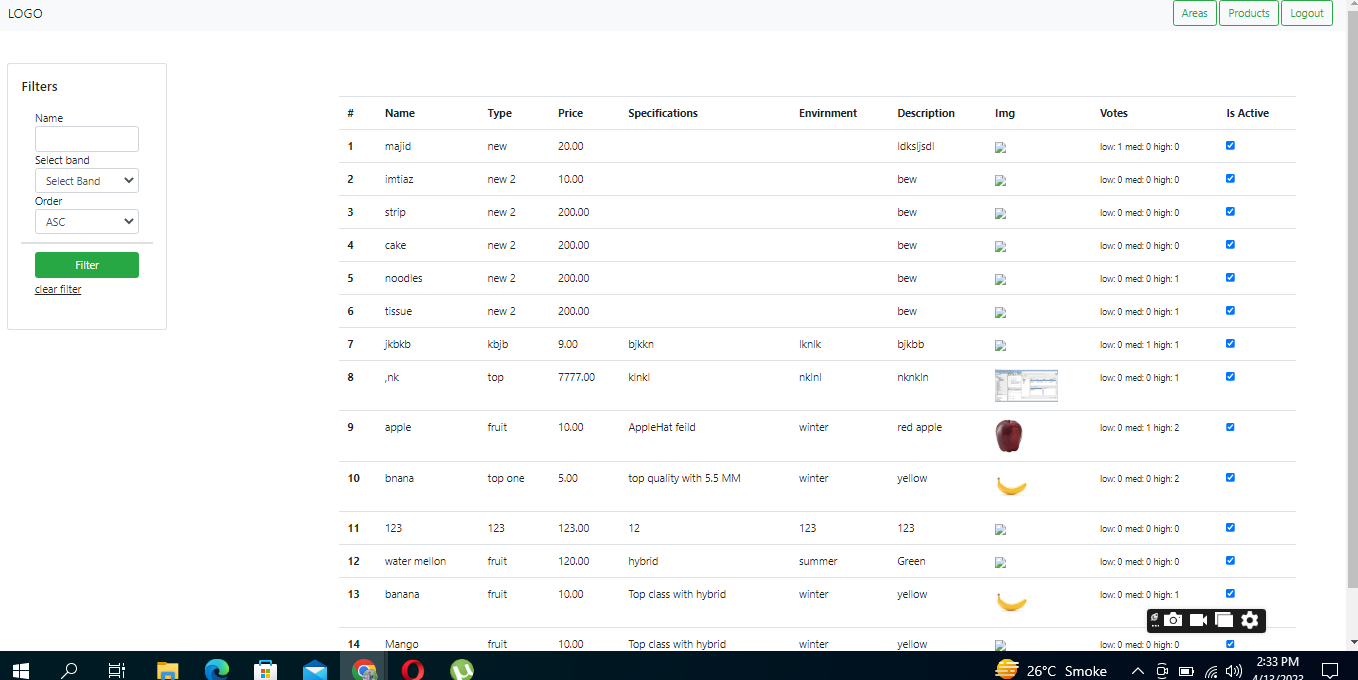 LOGO
Areas Products Logout
Filters
Name
Select band
Select Band
Order
ASC
Filter
clear filter
# Name Type Price Specifications Envirnment Description Img Votes Is Active
1 majid new 20.00 ldksljsdl low: 1 med: 0 high: 0
2 imtiaz new 2 10.00 bew low: 0 med: 0 high: 0
3 strip new 2 200.00 bew low: 0 med: 0 high: 0
4 cake new 2 200.00 bew low: 0 med: 0 high: 0
5 noodles new 2 200.00 bew low: 0 med: 0 high: 1
6 tissue new 2 200.00 bew low: 0 med: 0 high: 1
7 jkbkb kbjb 9.00 bjkkn lknlk bjkbb low: 0 med: 1 high: 1
8 ,nk top 7777.00 klnkl nklnl nknkln low: 0 med: 0 high: 1
9 apple fruit 10.00 AppleHat feild winter red apple low: 0 med: 1 high: 2
10 bnana top one 5.00 top quality with 5.5 MM winter yellow low: 0 med: 0 high: 2
11 123 123 123.00 12 123 123 low: 0 med: 0 high: 0
12 water mellon fruit 120.00 hybrid summer Green low: 0 med: 0 high: 0
13 banana fruit 10.00 Top class with hybrid winter yellow low: 0 med: 0 high: 1
14 Mango fruit 10.00 Top class with hybrid winter yellow low: 0 med: 0 high: 0
26°C Smoke
2:33 PM
4/13/2023